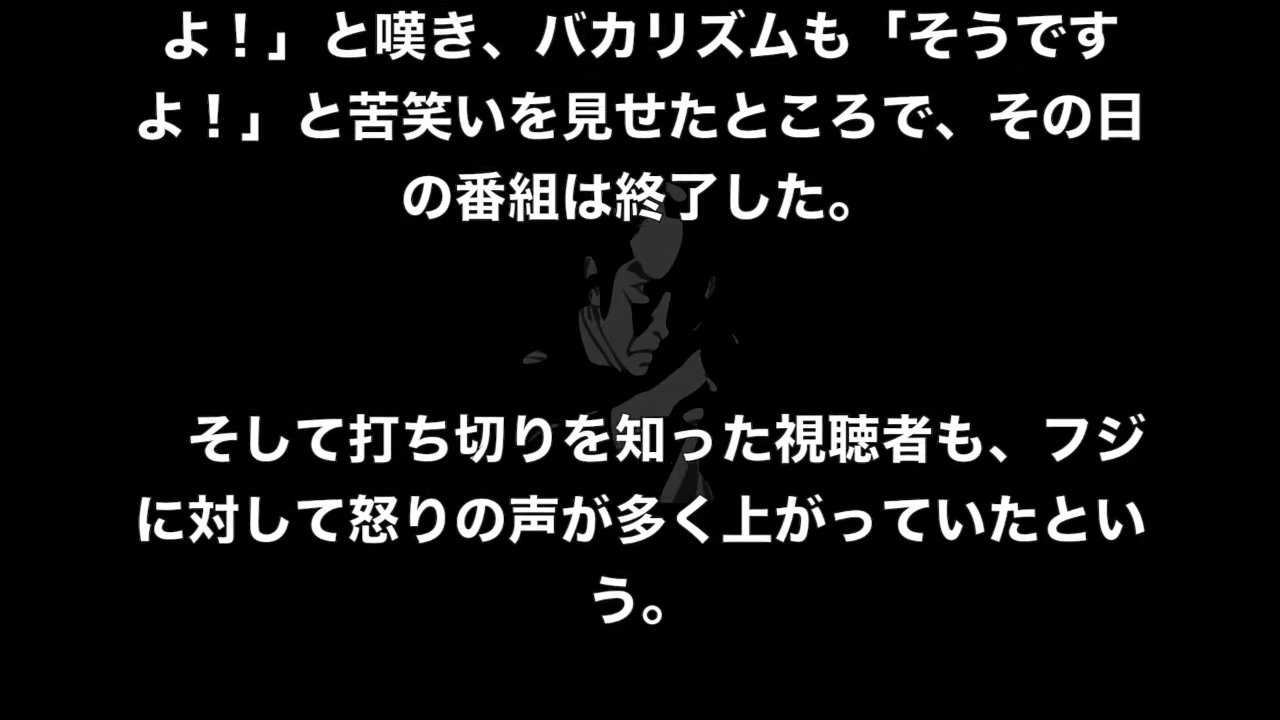 よ！」と嘆き、バカリズムも「そうです
よ！」と苦笑いを見せたところで、その日
の番組は終了した。
そして打ち切りを知った視聴者も、フジ
に対して怒りの声が多く上がっていたとい
う。